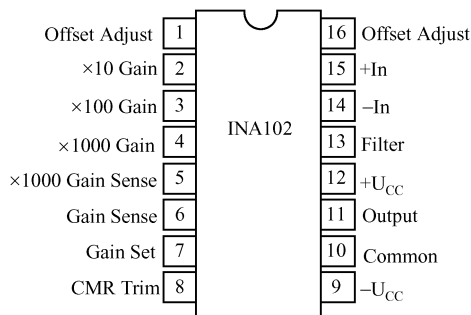 Offset Adjust 1 16 Offset Adjust
×10 Gain 2 15 +In
×100 Gain 3 14 −In
INA102
×1000 Gain 4 13 Filter
×1000 Gain Sense 5 12 +U_CC
Gain Sense 6 11 Output
Gain Set 7 10 Common
CMR Trim 8 9 −U_CC